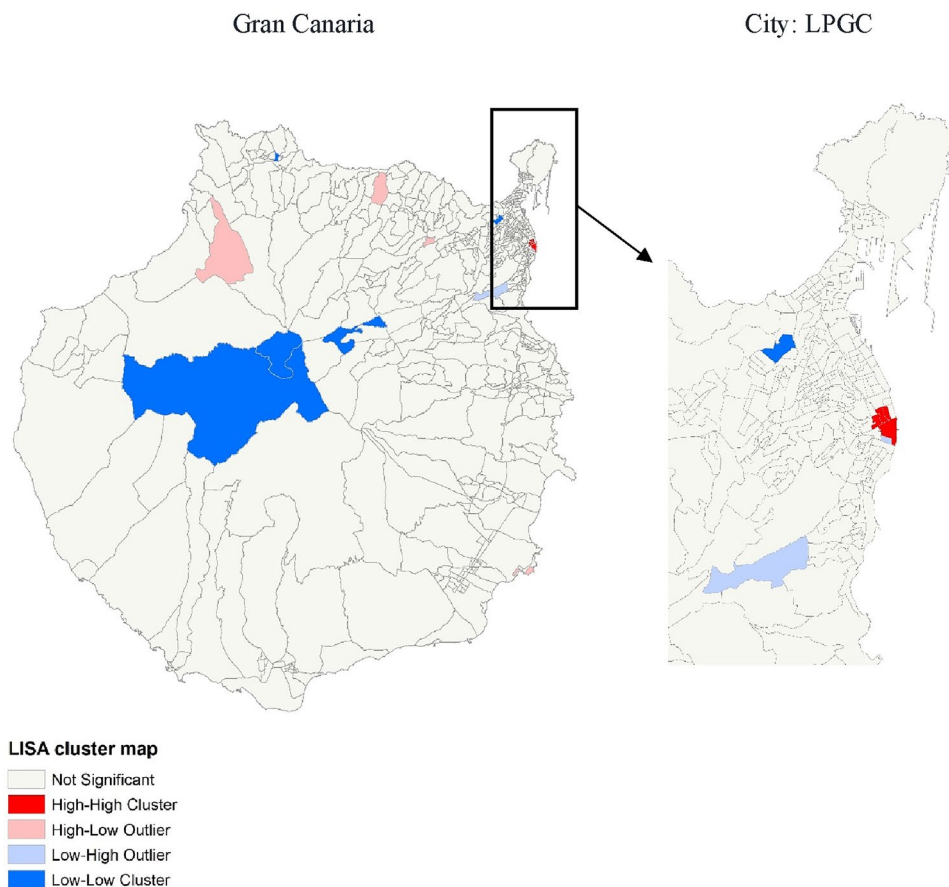 Gran Canaria
City: LPGC
LISA cluster map
Not Significant
High-High Cluster
High-Low Outlier
Low-High Outlier
Low-Low Cluster